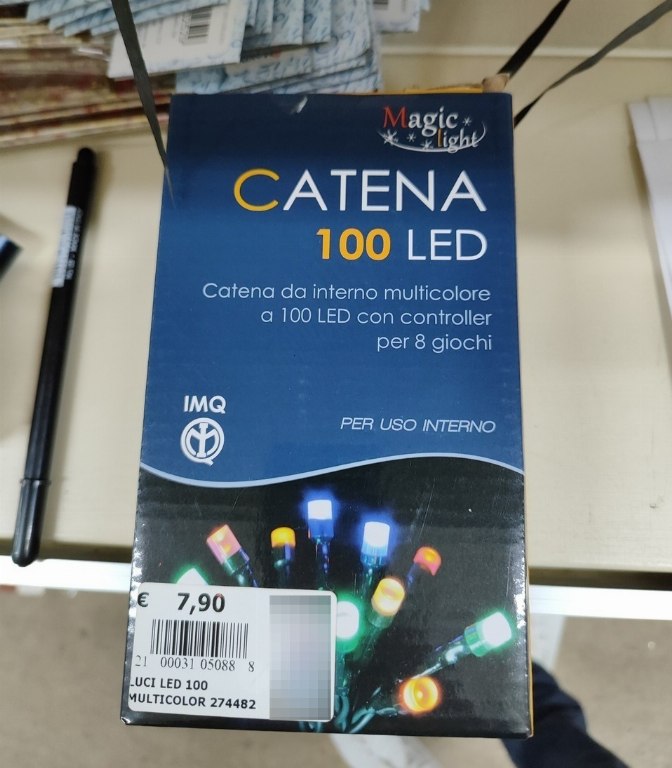 Magic
light
CATENA
100 LED
Catena da interno multicolore
a 100 LED con controller
per 8 giochi
IMQ
PER USO INTERNO
€ 7,90
21 00031 05088 8
LUCI LED 100
MULTICOLOR 274482